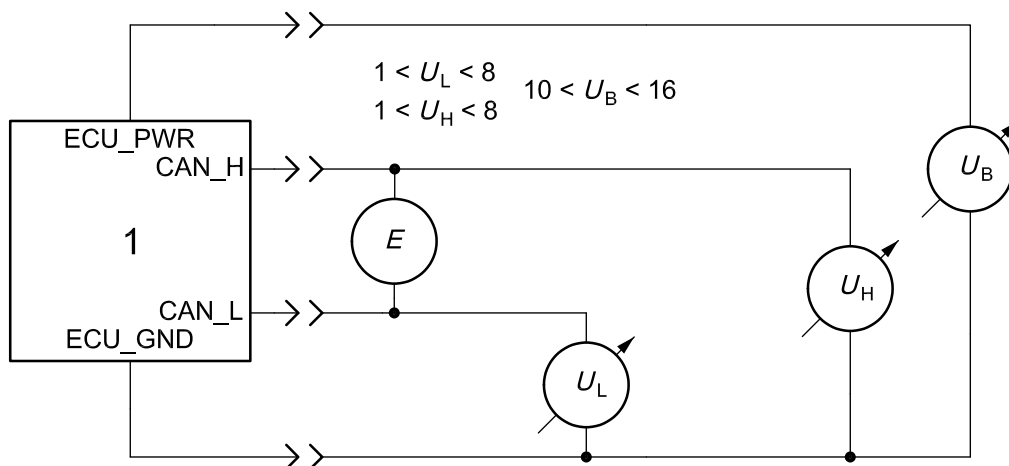 1 < U_L < 8
10 < U_B < 16
1 < U_H < 8
ECU_PWR
CAN_H
U_B
1
E
U_H
CAN_L
ECU_GND
U_L